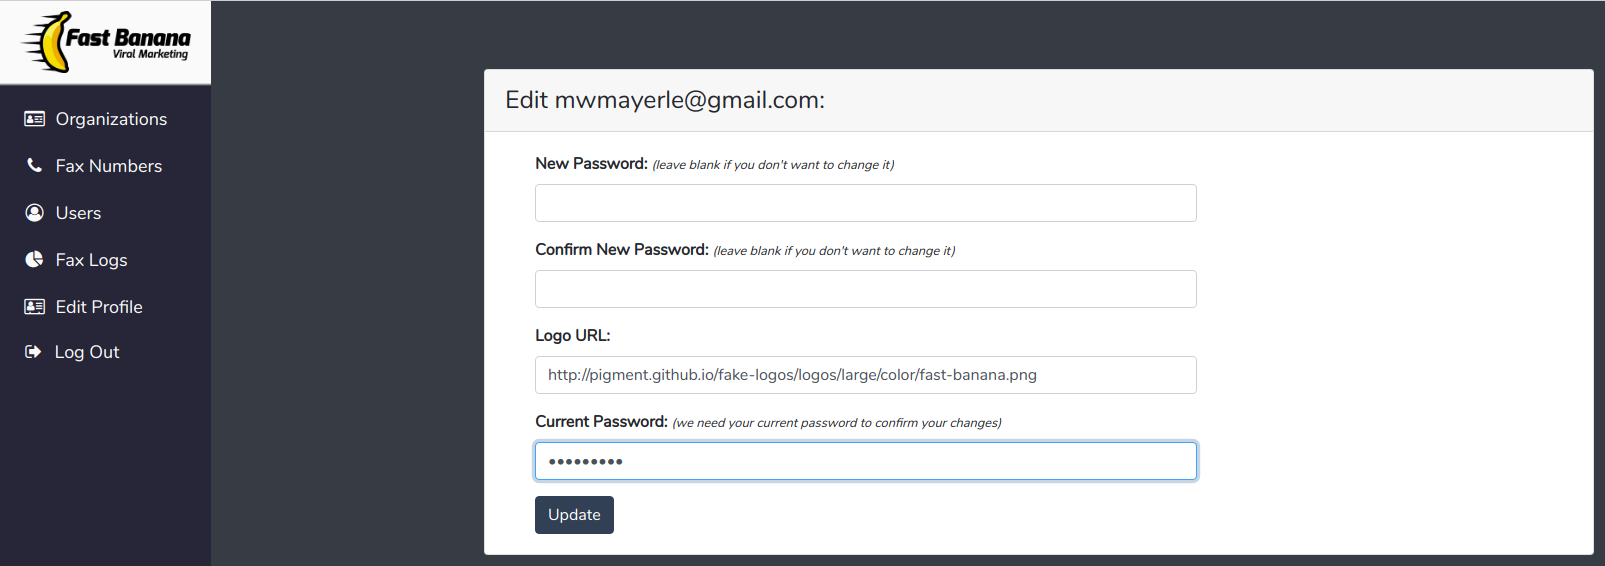 Fast Banana
Viral Marketing
Organizations
Fax Numbers
Users
Fax Logs
Edit Profile
Log Out
Edit mwmayerle@gmail.com:
New Password: (leave blank if you don't want to change it)
Confirm New Password: (leave blank if you don't want to change it)
Logo URL:
http://pigment.github.io/fake-logos/logos/large/color/fast-banana.png
Current Password: (we need your current password to confirm your changes)
•••••••••
Update